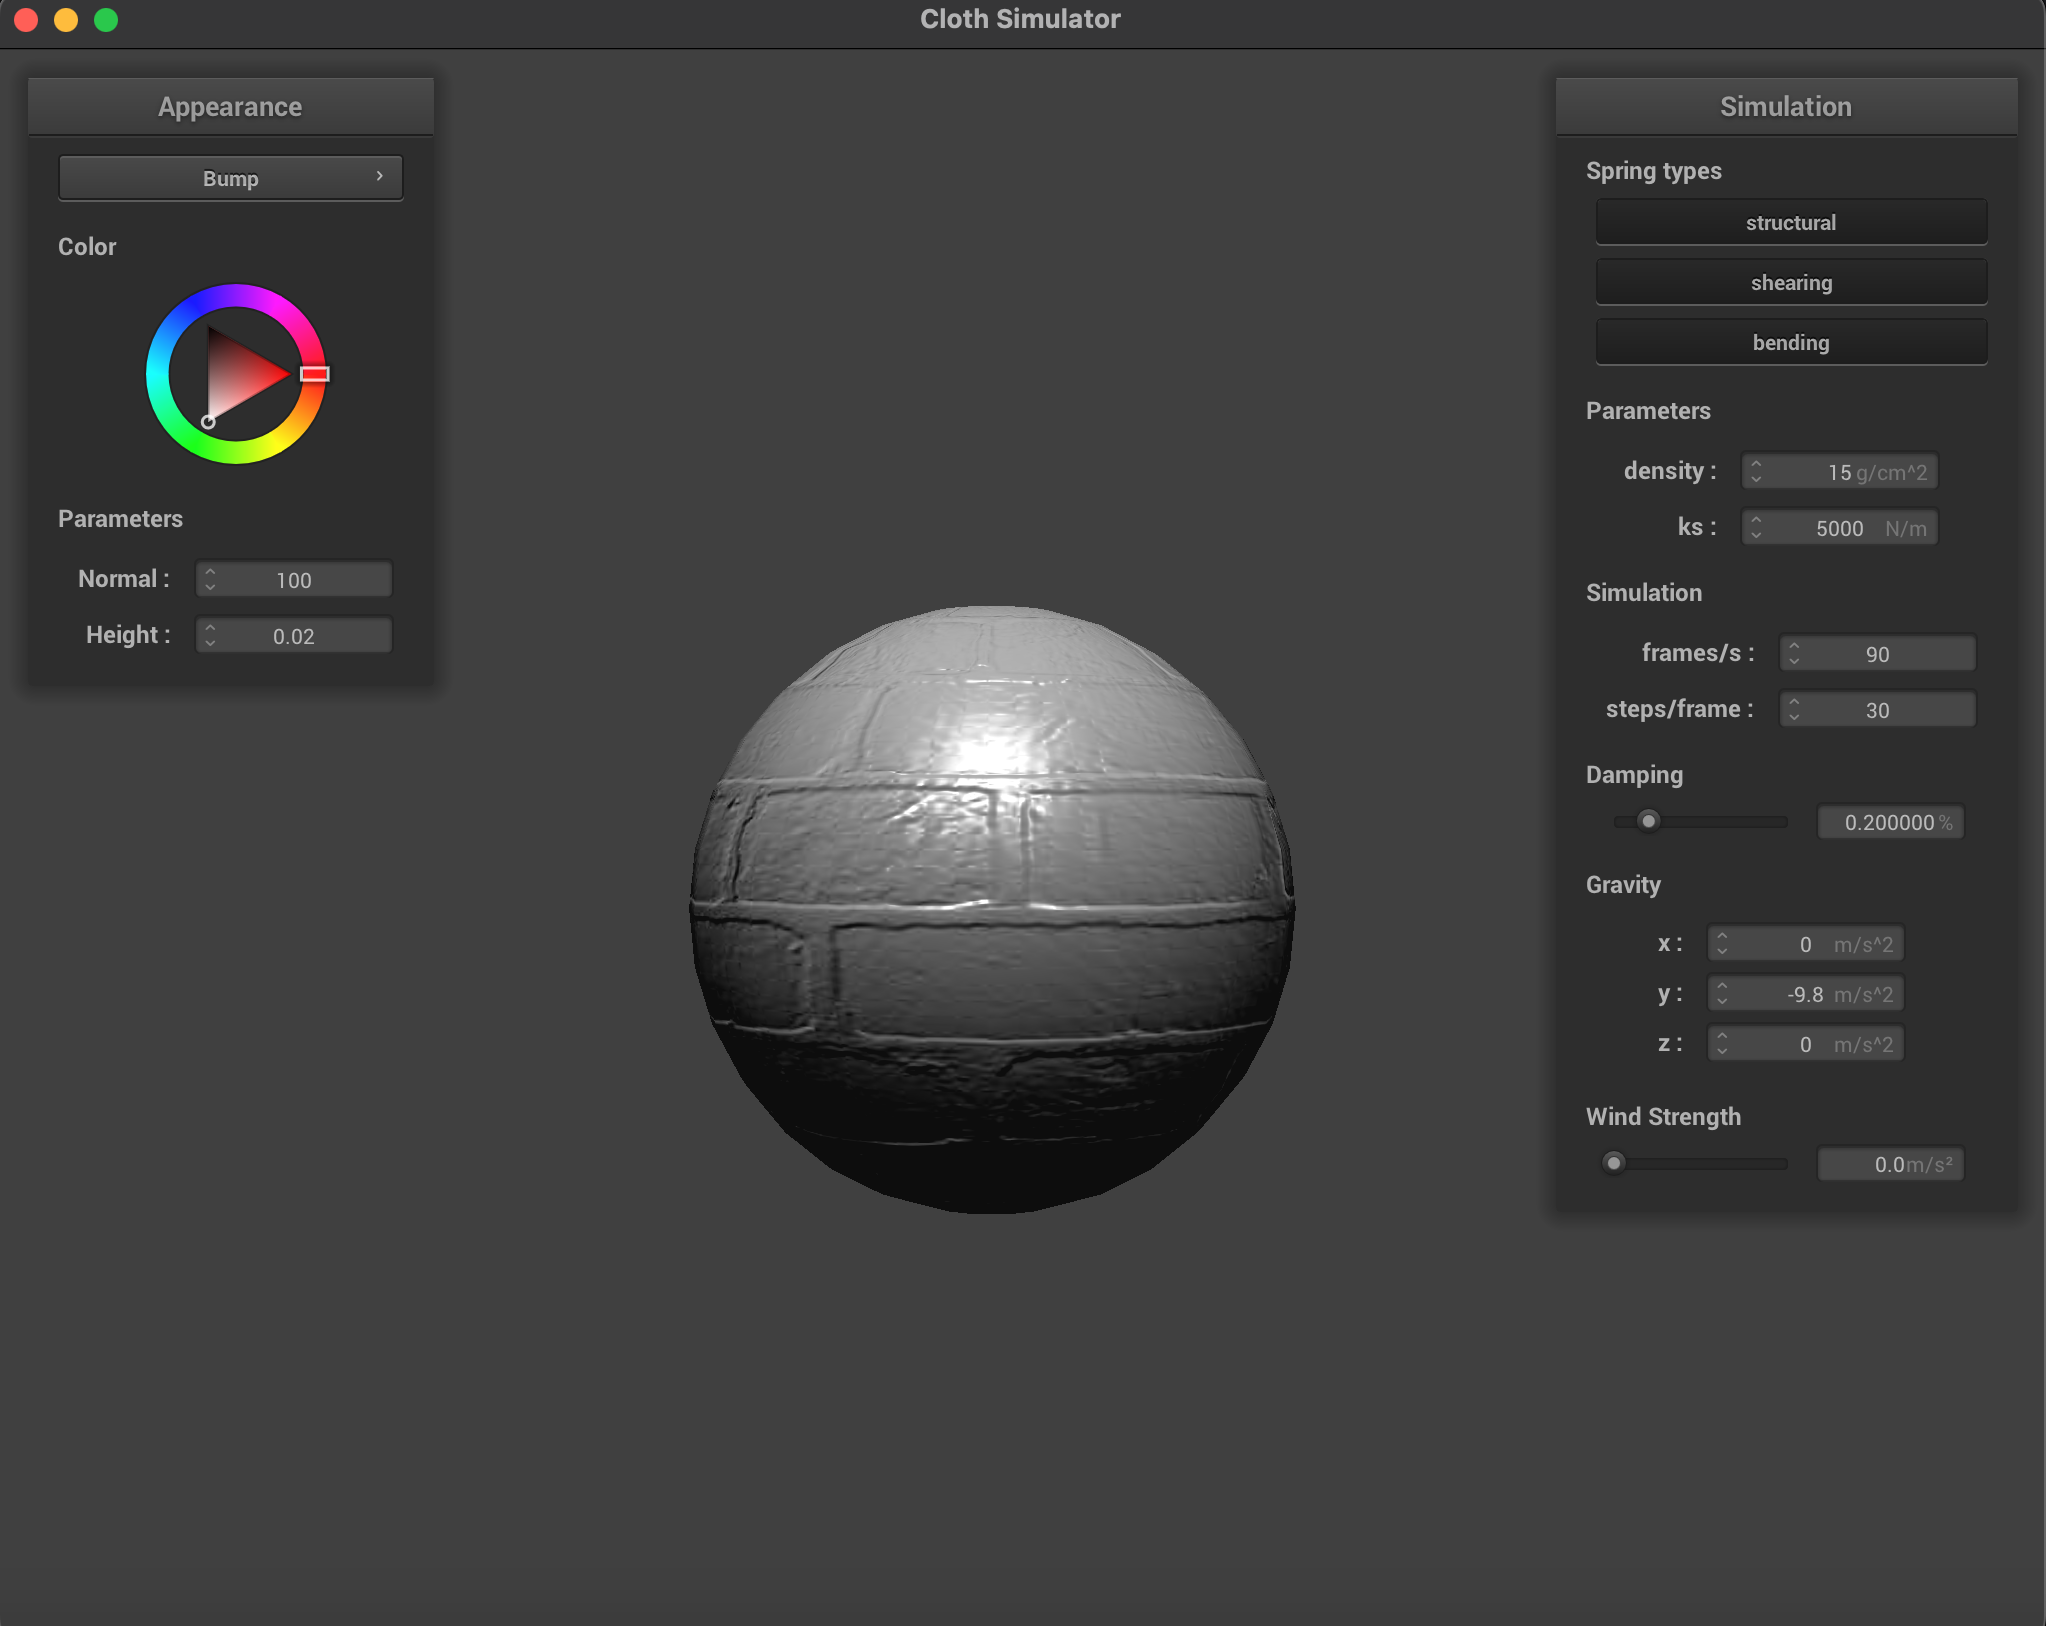 Cloth Simulator
Appearance
Bump
Color
Parameters
Normal : 100
Height : 0.02
Simulation
Spring types
structural
shearing
bending
Parameters
density : 15 g/cm^2
ks : 5000 N/m
Simulation
frames/s : 90
steps/frame : 30
Damping
0.200000 %
Gravity
x : 0 m/s^2
y : -9.8 m/s^2
z : 0 m/s^2
Wind Strength
0.0 m/s²